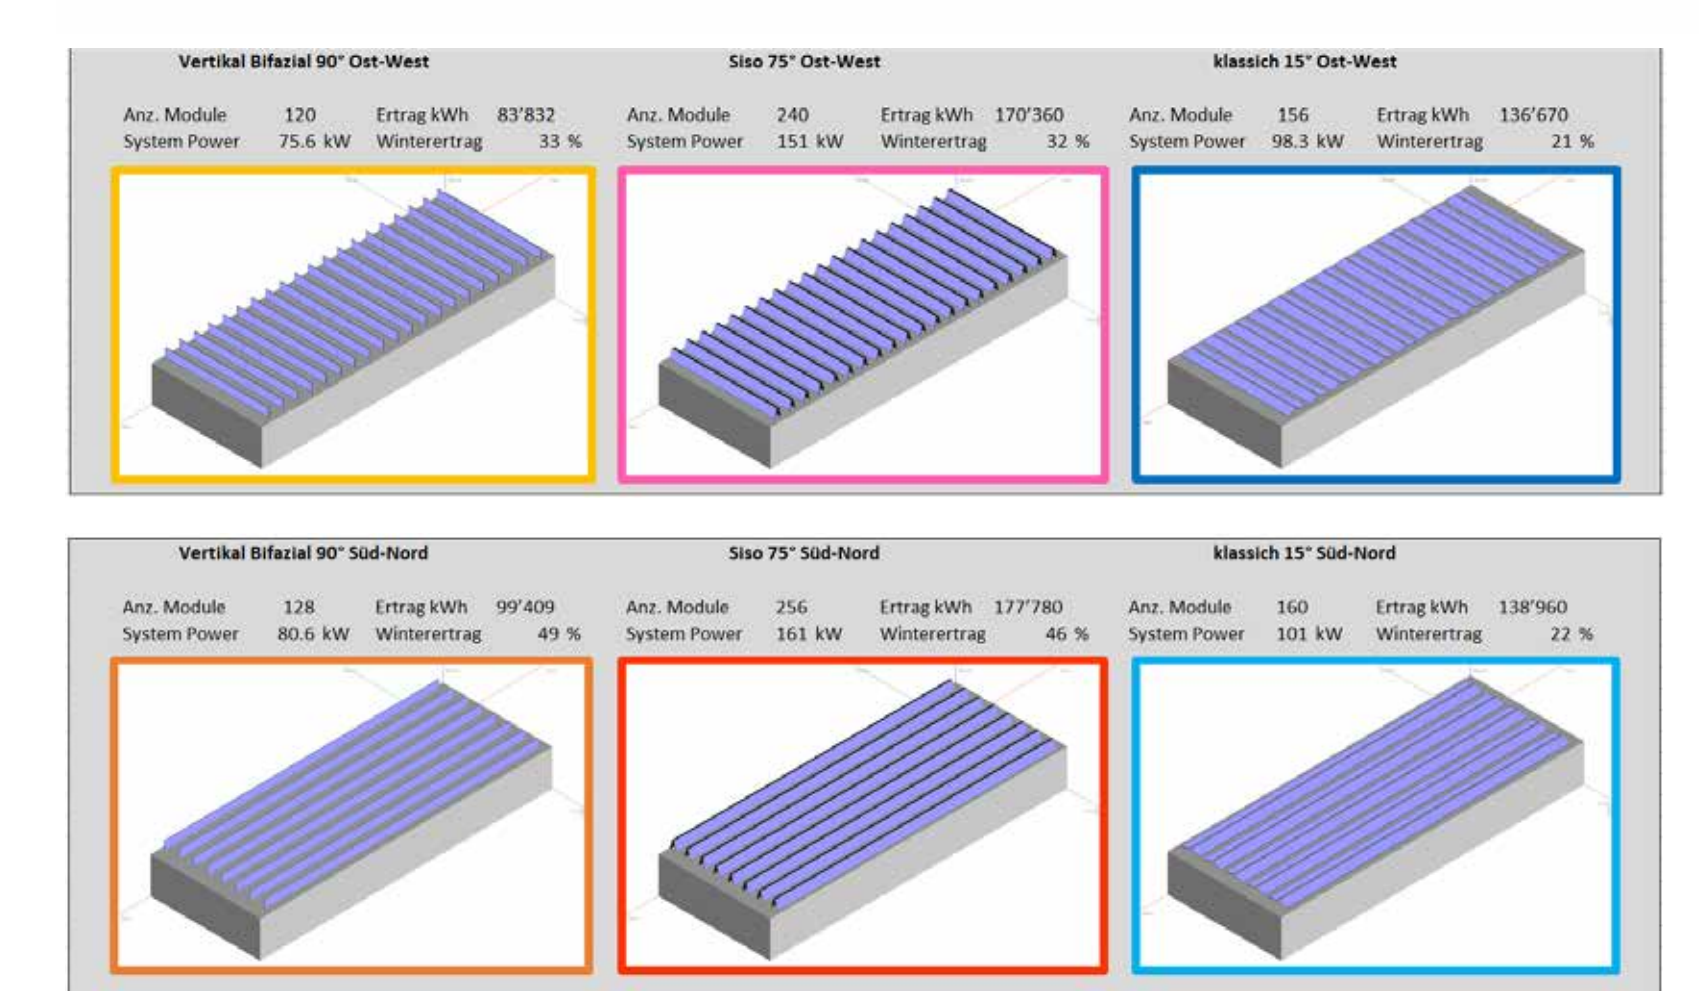 Vertikal Bifazial 90° Ost-West Siso 75° Ost-West klassich 15° Ost-West
Anz. Module 120 Ertrag kWh 83'832 Anz. Module 240 Ertrag kWh 170'360 Anz. Module 156 Ertrag kWh 136'670
System Power 75.6 kW Winterertrag 33 % System Power 151 kW Winterertrag 32 % System Power 98.3 kW Winterertrag 21 %
Vertikal Bifazial 90° Süd-Nord Siso 75° Süd-Nord klassich 15° Süd-Nord
Anz. Module 128 Ertrag kWh 99'409 Anz. Module 256 Ertrag kWh 177'780 Anz. Module 160 Ertrag kWh 138'960
System Power 80.6 kW Winterertrag 49 % System Power 161 kW Winterertrag 46 % System Power 101 kW Winterertrag 22 %